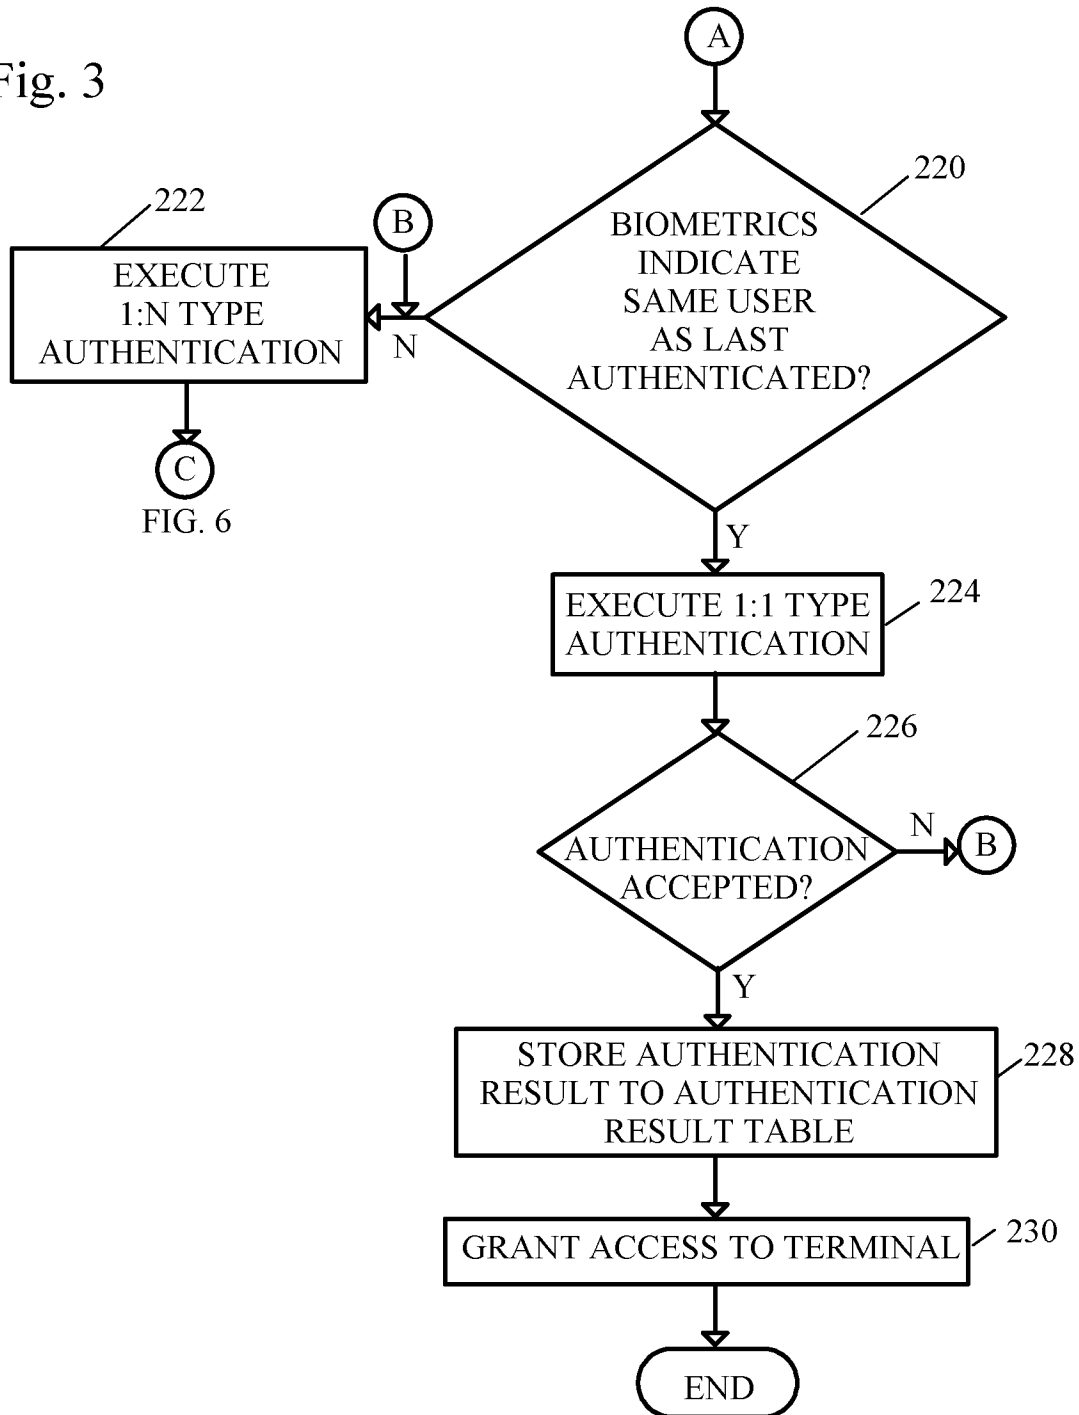 A
Fig. 3
220
222
B
BIOMETRICS
INDICATE
SAME USER
AS LAST
AUTHENTICATED?
EXECUTE
1:N TYPE
AUTHENTICATION
N
C
FIG. 6
Y
EXECUTE 1:1 TYPE
AUTHENTICATION
224
226
AUTHENTICATION
ACCEPTED?
N
B
Y
STORE AUTHENTICATION
RESULT TO AUTHENTICATION
RESULT TABLE
228
GRANT ACCESS TO TERMINAL
230
END